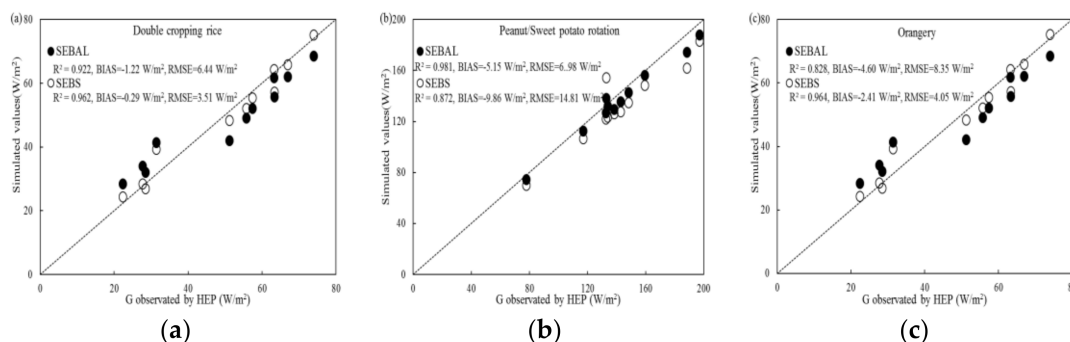 (a)
80
60
40
20
0
0 20 40 60 80
Simulated values(W/m²)
G observated by HEP (W/m²)
Double cropping rice
SEBAL
R² = 0.922, BIAS=-1.22 W/m², RMSE=6.44 W/m²
SEBS
R² = 0.962, BIAS=-0.29 W/m², RMSE=3.51 W/m²
(a)
(b)
200
160
120
80
40
0
0 40 80 120 160 200
Simulated values(W/m²)
G observated by HEP (W/m²)
Peanut/Sweet potato rotation
SEBAL
R² = 0.981, BIAS=-5.15 W/m², RMSE=6.98 W/m²
SEBS
R² = 0.872, BIAS=-9.86 W/m², RMSE=14.81 W/m²
(b)
(c)
80
60
40
20
0
0 20 40 60 80
Simulated values(W/m²)
G observated by HEP (W/m²)
Orangery
SEBAL
R² = 0.828, BIAS=-4.60 W/m², RMSE=8.35 W/m²
SEBS
R² = 0.964, BIAS=-2.41 W/m², RMSE=4.05 W/m²
(c)